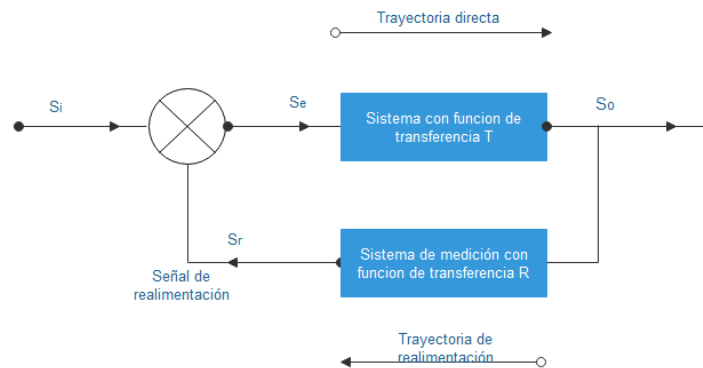 Trayectoria directa
Si
Se
Sistema con funcion de
transferencia T
So
Sr
Sistema de medición con
funcion de transferencia R
Señal de
realimentación
Trayectoria de
realimentación